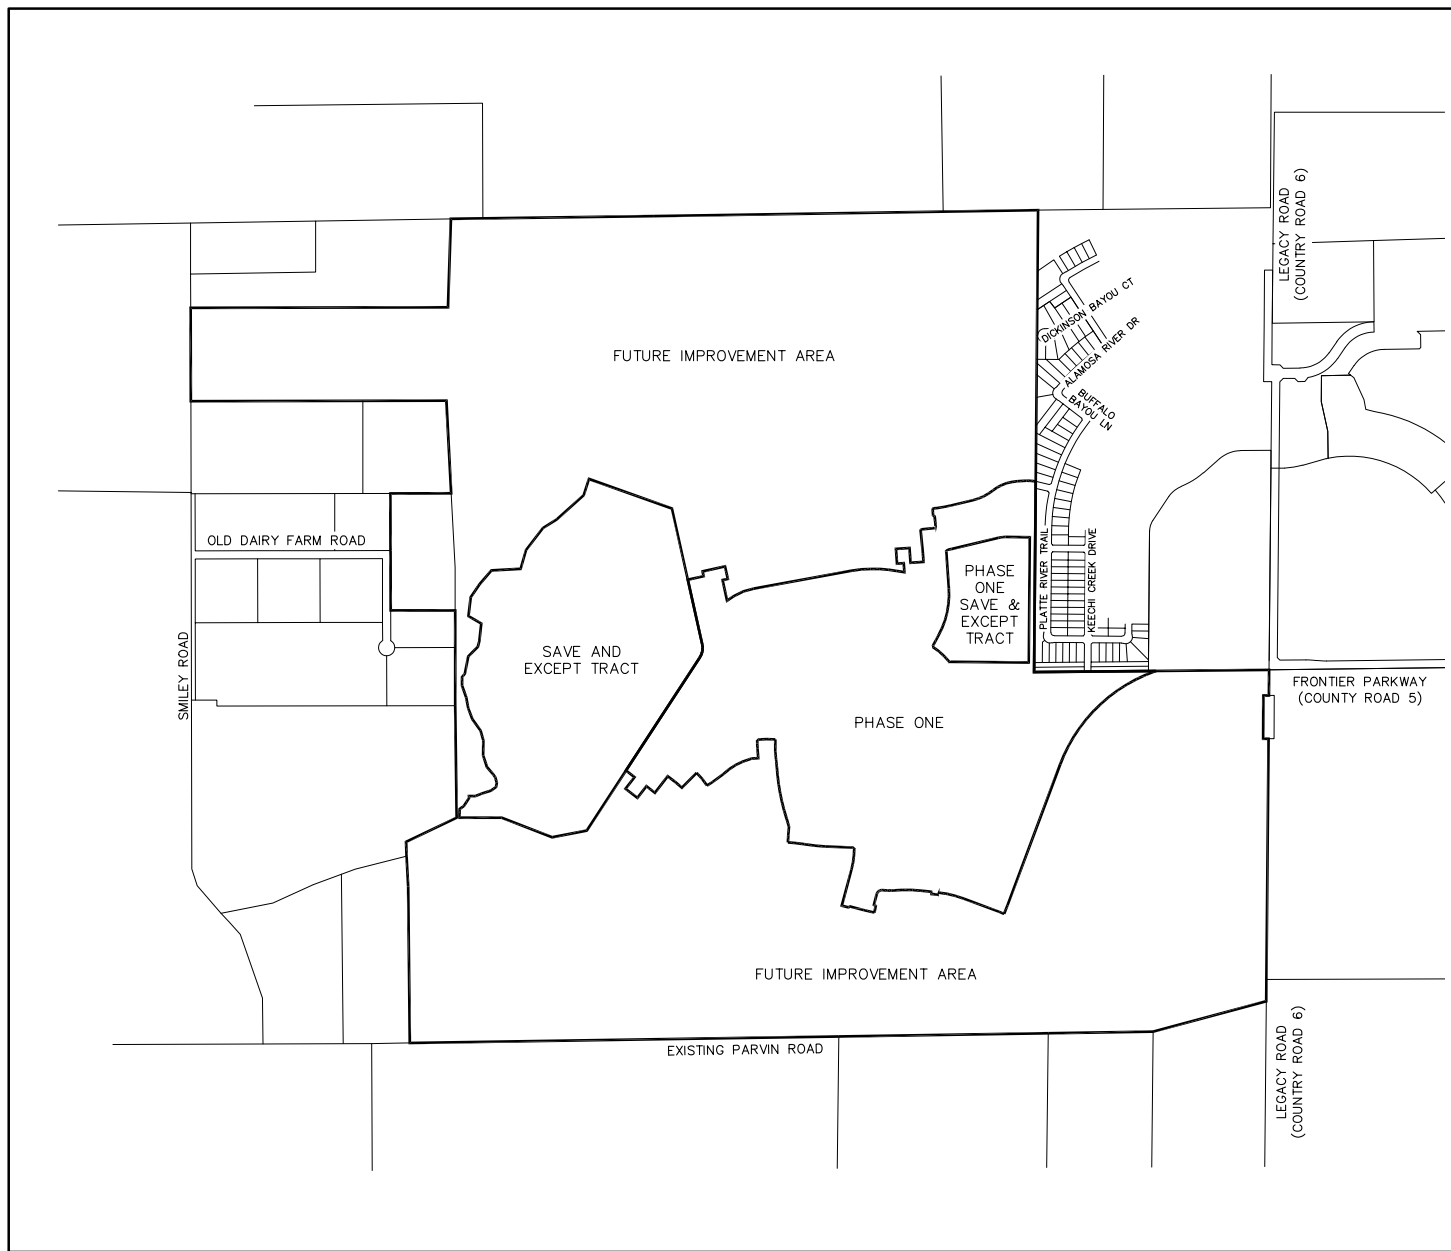 LEGACY ROAD
(COUNTRY ROAD 6)
DICKINSON BAYOU CT
ALAMOSA RIVER DR
BUFFALO
BAYOU LN
FUTURE IMPROVEMENT AREA
OLD DAIRY FARM ROAD
PLATTE RIVER TRAIL
KEECHI CREEK DRIVE
PHASE
ONE
SAVE &
EXCEPT
TRACT
SMILEY ROAD
SAVE AND
EXCEPT TRACT
FRONTIER PARKWAY
(COUNTY ROAD 5)
PHASE ONE
FUTURE IMPROVEMENT AREA
EXISTING PARVIN ROAD
LEGACY ROAD
(COUNTRY ROAD 6)